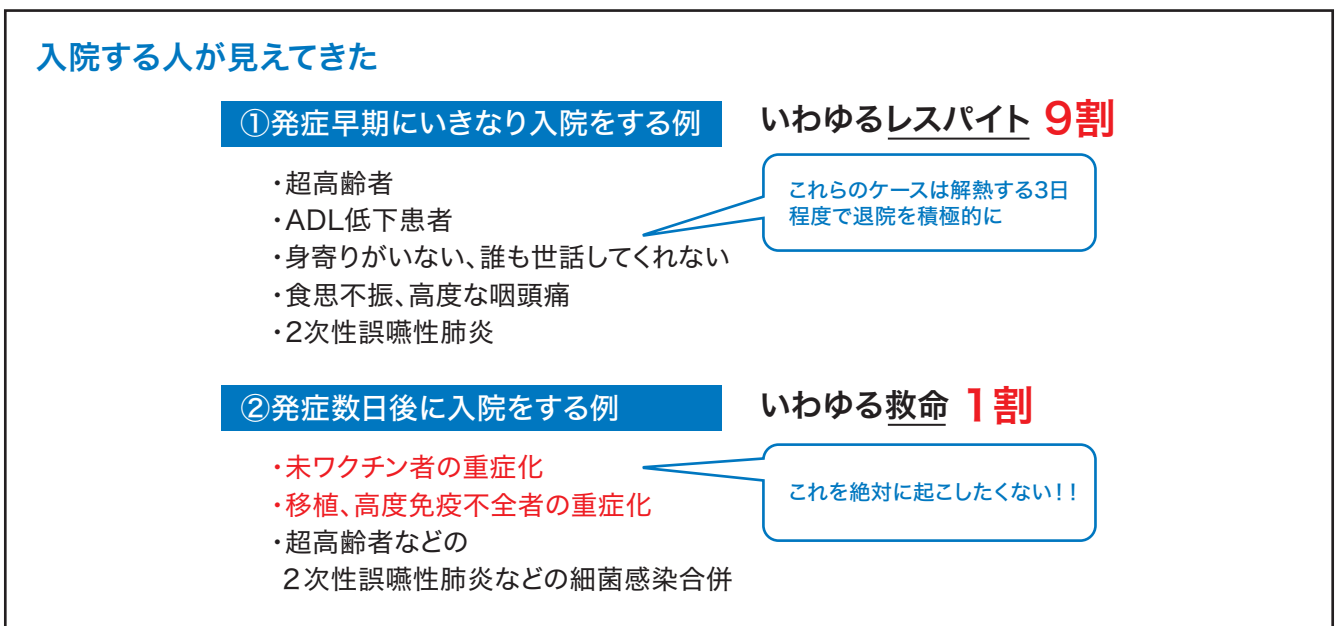 入院する人が見えてきた
①発症早期にいきなり入院をする例
いわゆるレスパイト 9割
・超高齢者
・ADL低下患者
・身寄りがいない、誰も世話してくれない
・食思不振、高度な咽頭痛
・2次性誤嚥性肺炎
これらのケースは解熱する3日
程度で退院を積極的に
②発症数日後に入院をする例
いわゆる救命 1割
・未ワクチン者の重症化
・移植、高度免疫不全者の重症化
・超高齢者などの
2次性誤嚥性肺炎などの細菌感染合併
これを絶対に起こしたくない！！